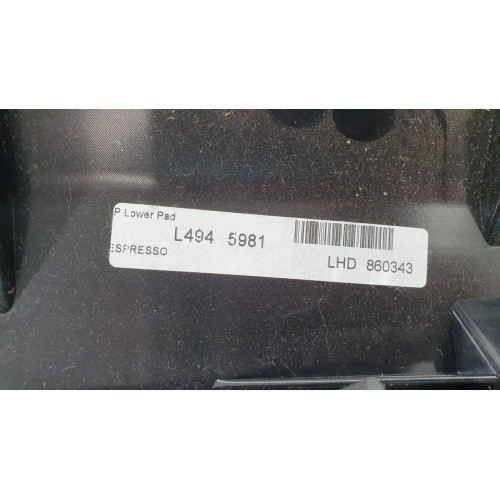 P Lower Pad
L494 5981
ESPRESSO
LHD 860343